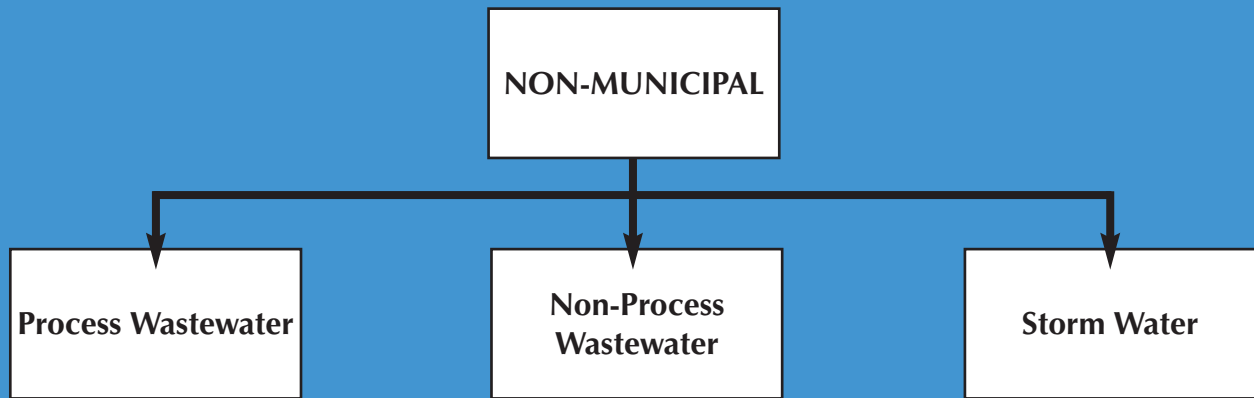 NON-MUNICIPAL
Process Wastewater
Non-Process
Wastewater
Storm Water